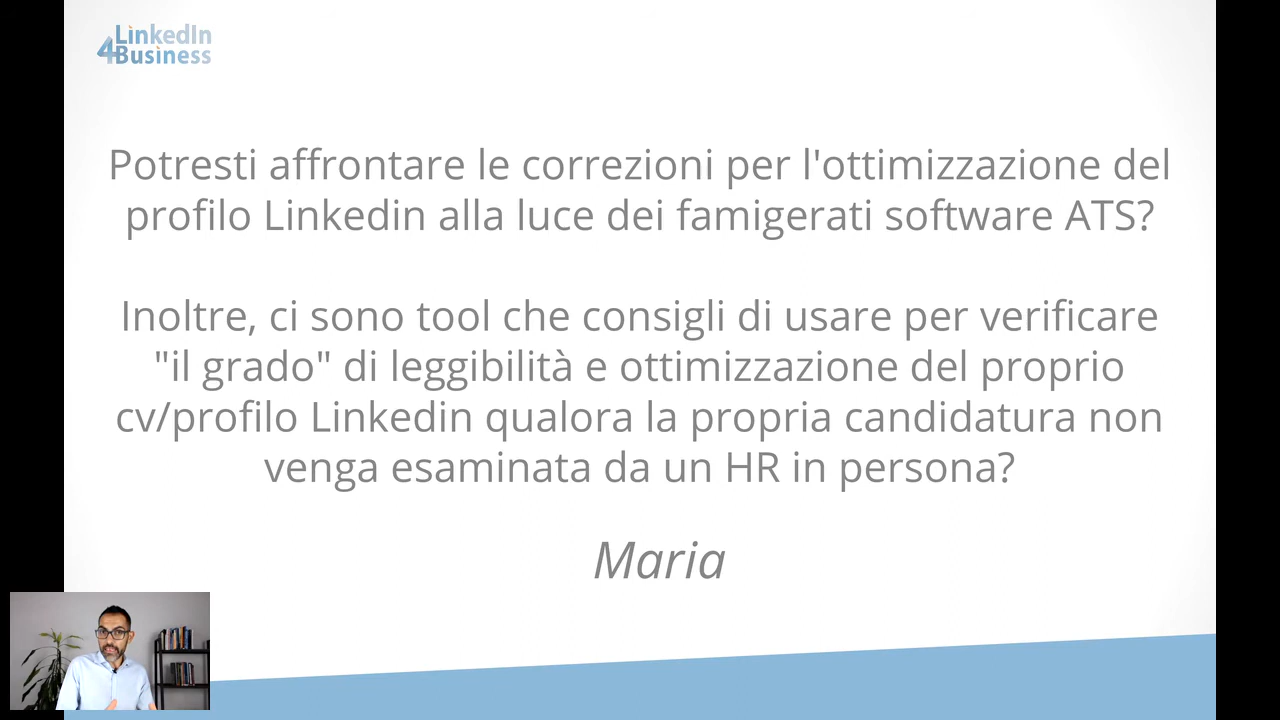 LinkedIn
4Business
Potresti affrontare le correzioni per l'ottimizzazione del
profilo Linkedin alla luce dei famigerati software ATS?
Inoltre, ci sono tool che consigli di usare per verificare
"il grado" di leggibilità e ottimizzazione del proprio
cv/profilo Linkedin qualora la propria candidatura non
venga esaminata da un HR in persona?
Maria